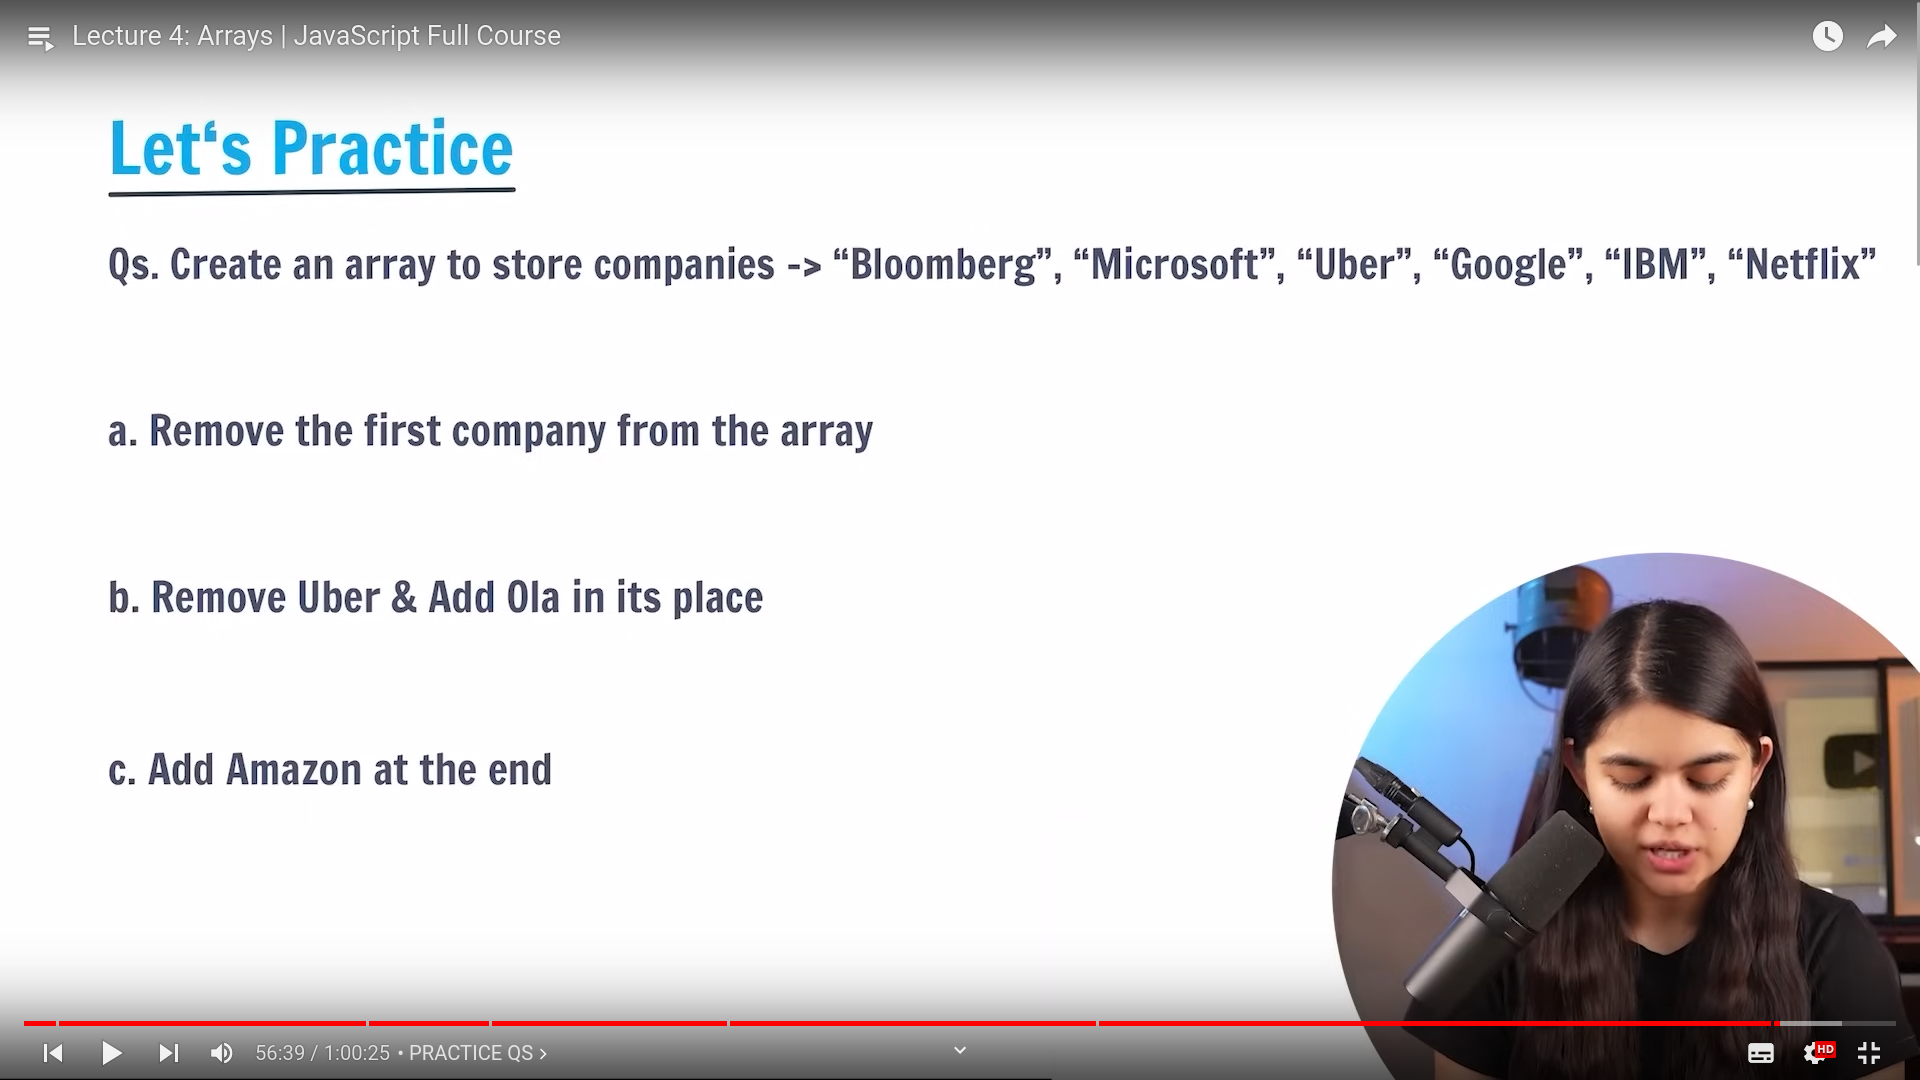 Lecture 4: Arrays | JavaScript Full Course
Let‘s Practice
Qs. Create an array to store companies -> “Bloomberg”, “Microsoft”, “Uber”, “Google”, “IBM”, “Netflix”
a. Remove the first company from the array
b. Remove Uber & Add Ola in its place
c. Add Amazon at the end
56:39 / 1:00:25 • PRACTICE QS >
HD